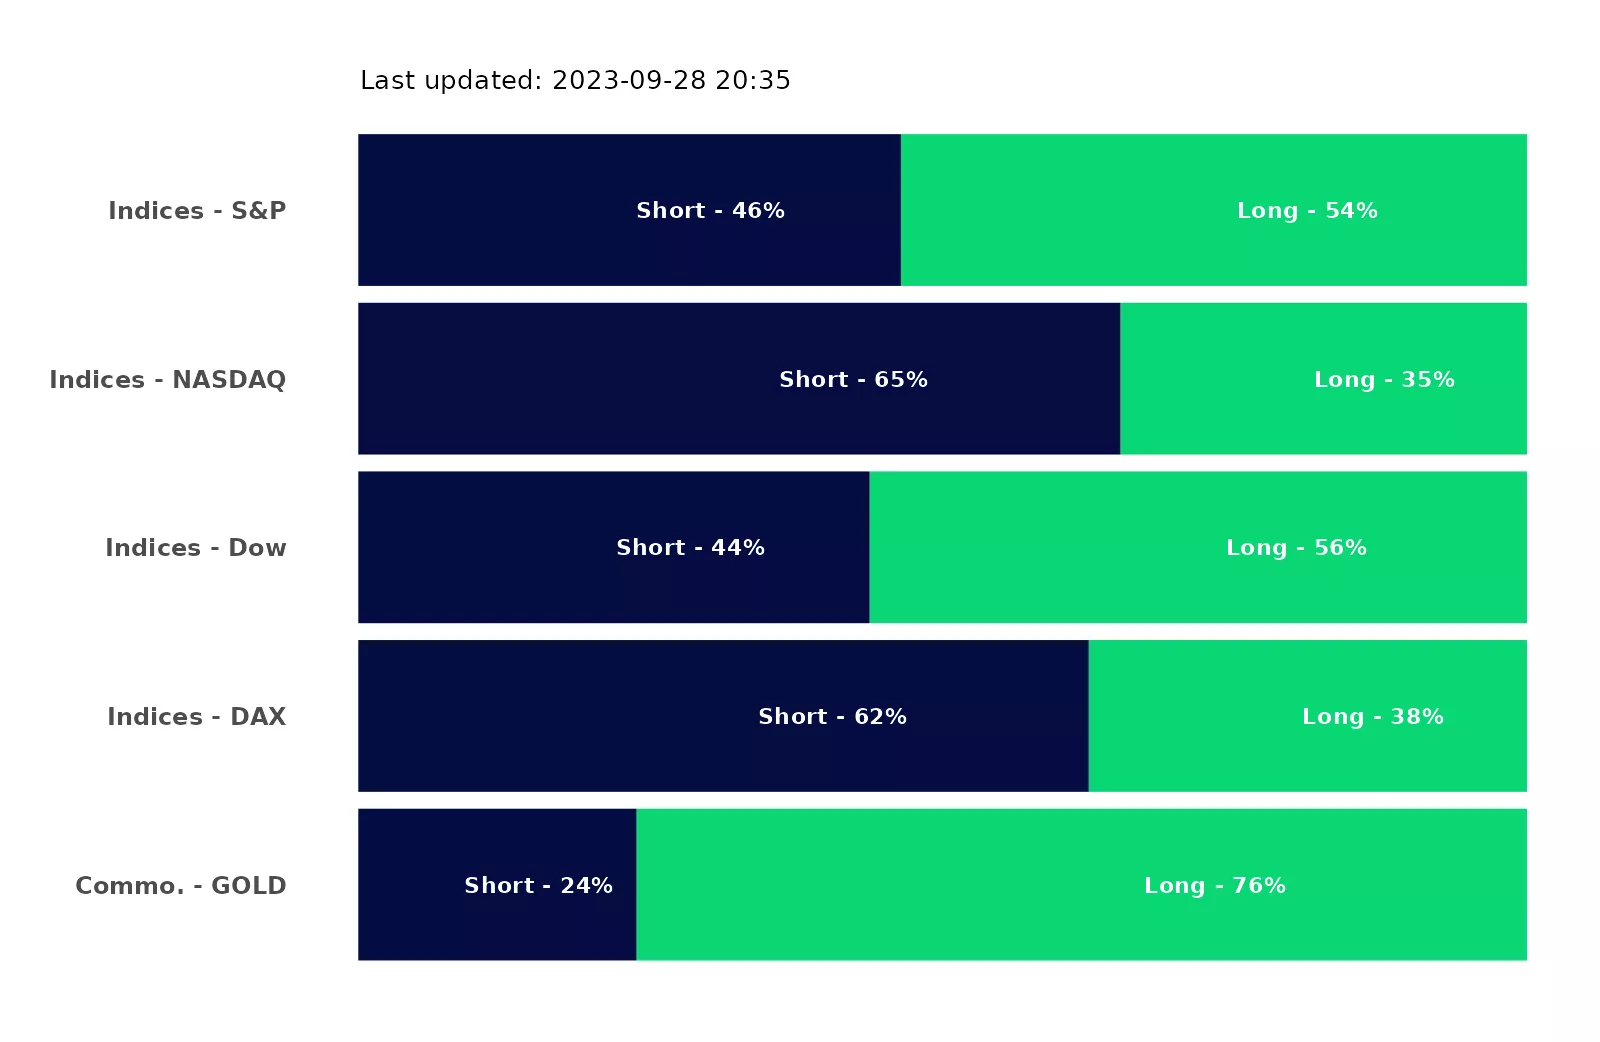 Last updated: 2023-09-28 20:35
Indices - S&P Short - 46% Long - 54%
Indices - NASDAQ Short - 65% Long - 35%
Indices - Dow Short - 44% Long - 56%
Indices - DAX Short - 62% Long - 38%
Commo. - GOLD Short - 24% Long - 76%